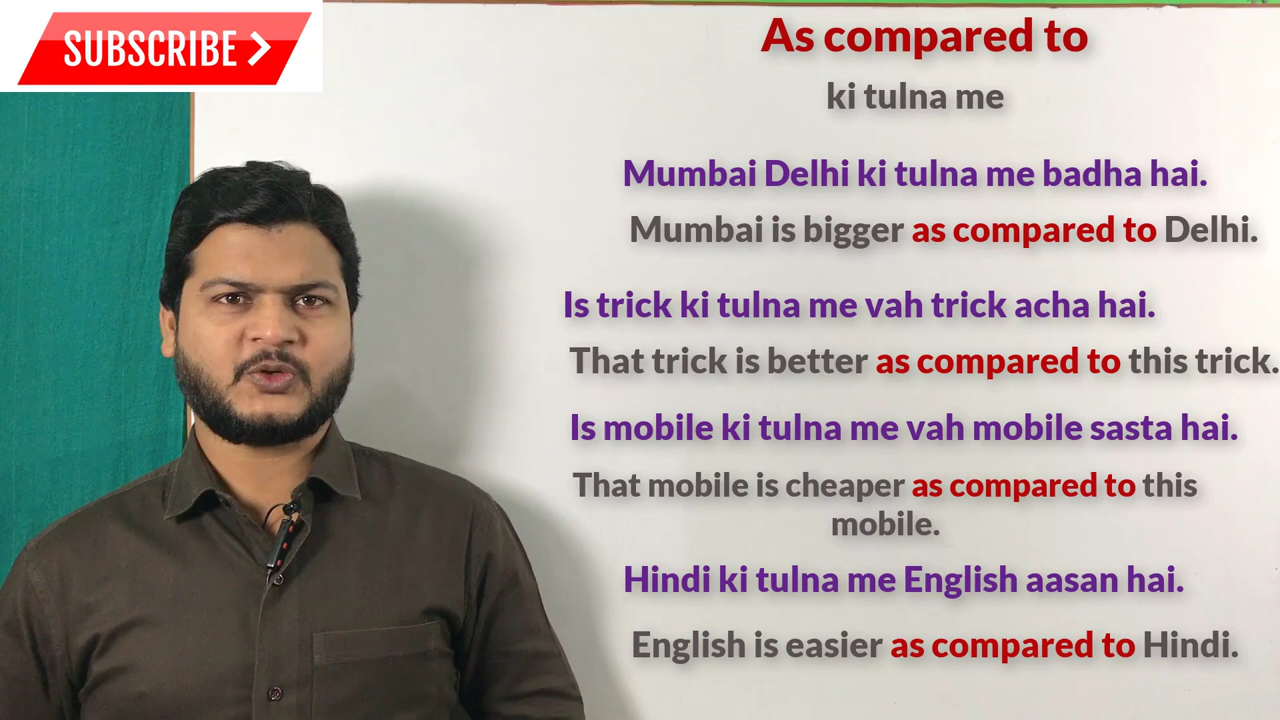 SUBSCRIBE
As compared to
ki tulna me
Mumbai Delhi ki tulna me badha hai.
Mumbai is bigger as compared to Delhi.
Is trick ki tulna me vah trick acha hai.
That trick is better as compared to this trick.
Is mobile ki tulna me vah mobile sasta hai.
That mobile is cheaper as compared to this
mobile.
Hindi ki tulna me English aasan hai.
English is easier as compared to Hindi.